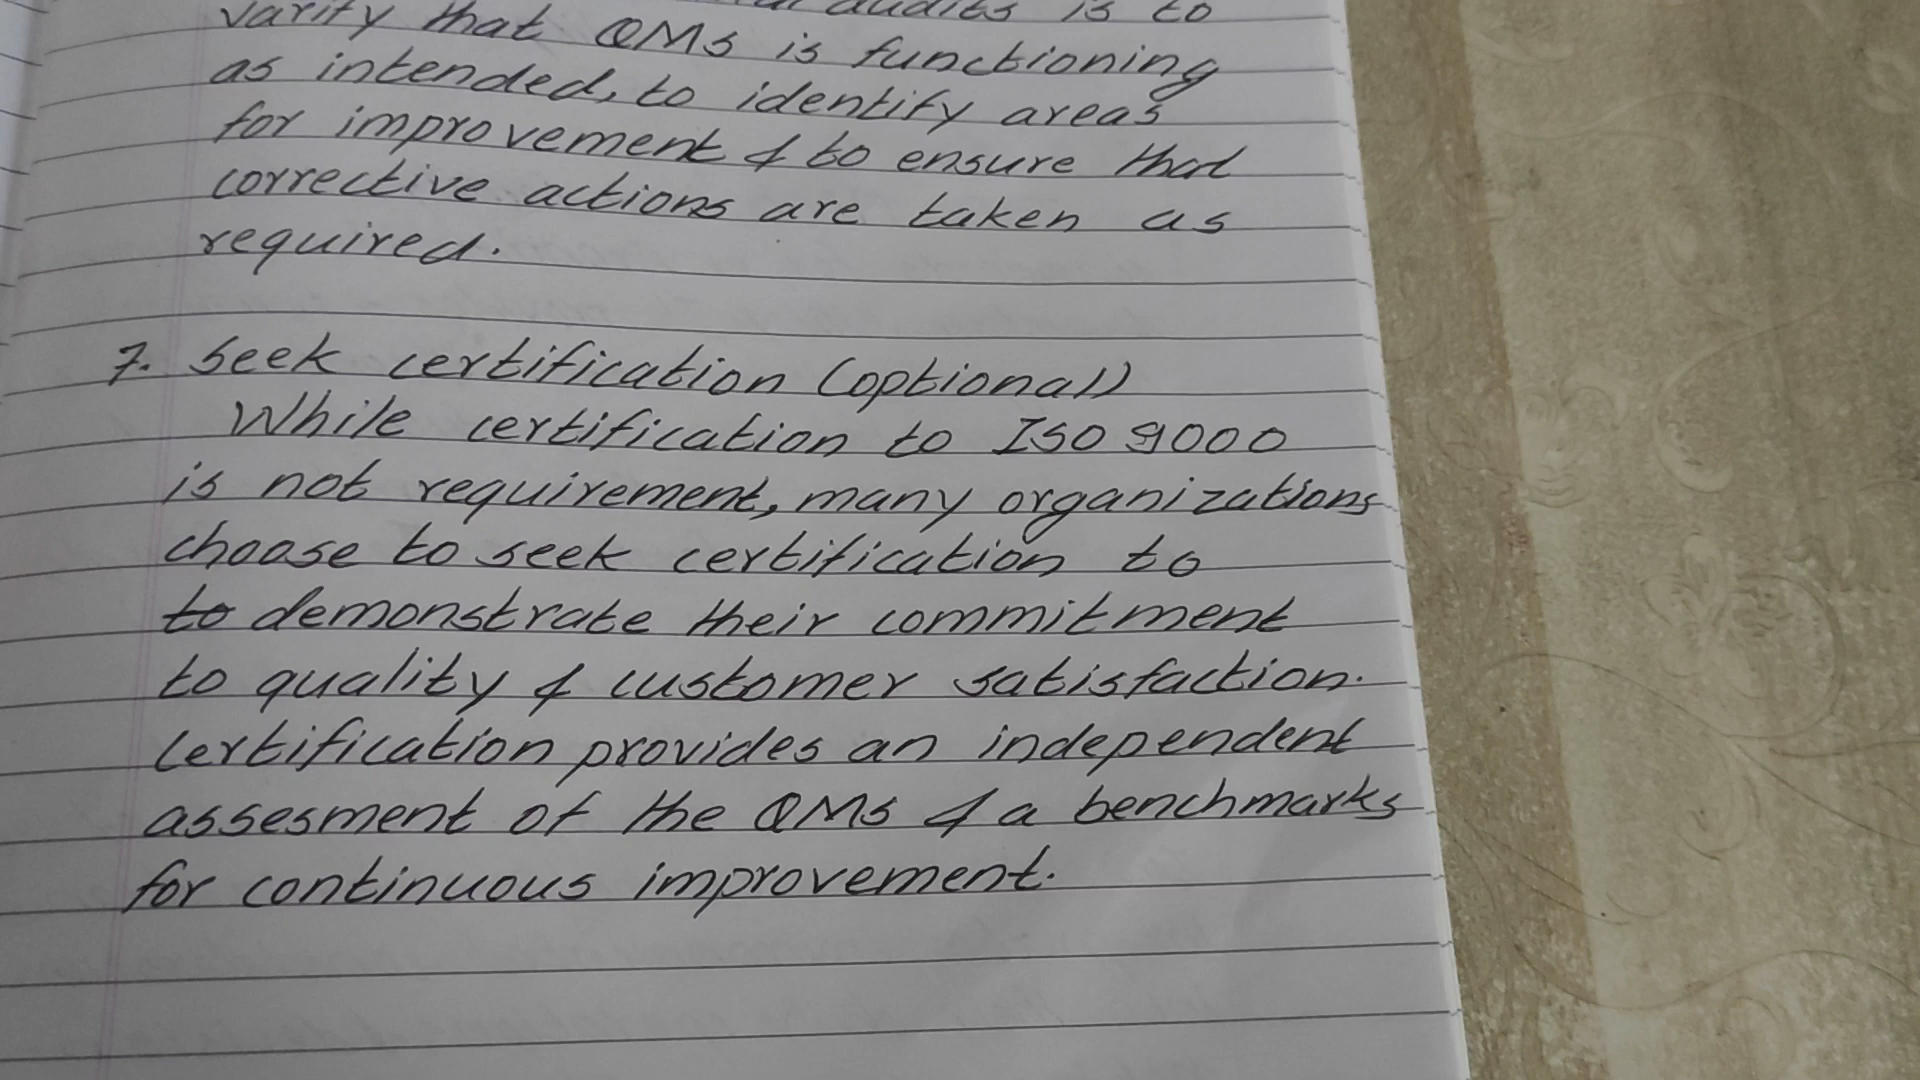 audits is to
varify that QMS is functioning
as intended, to identify areas
for improvement & to ensure that
corrective actions are taken as
required.
7. Seek certification (optional)
While certification to ISO 9000
is not requirement, many organizations
choose to seek certification to
to demonstrate their commitment
to quality & customer satisfaction.
Certification provides an independent
assesment of the QMS & a benchmarks
for continuous improvement.